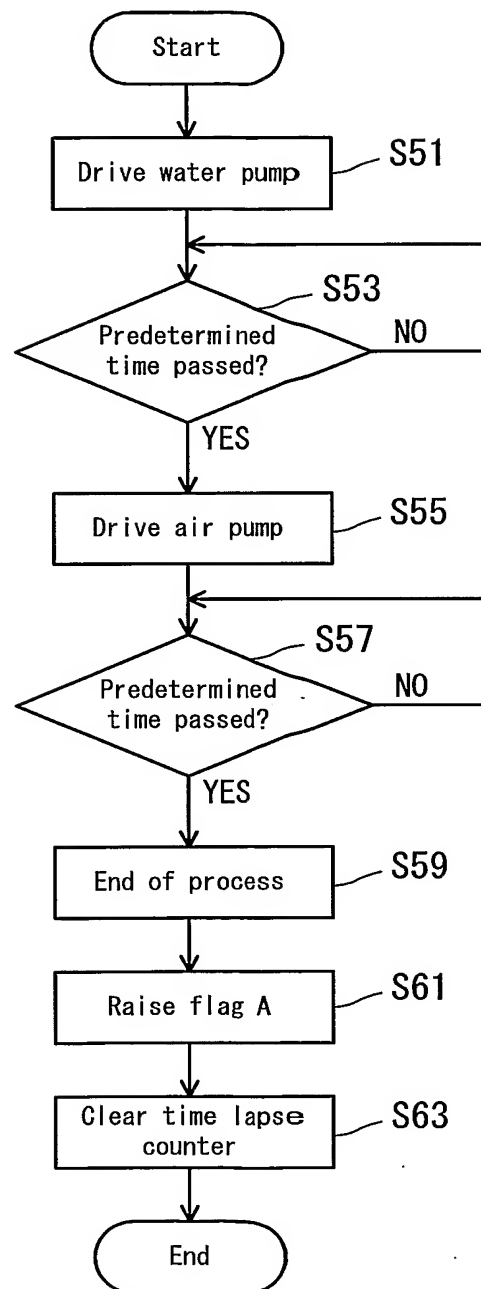 Start
Drive water pump
S51
S53
Predetermined
time passed?
NO
YES
Drive air pump
S55
S57
Predetermined
time passed?
NO
YES
End of process
S59
Raise flag A
S61
Clear time lapse
counter
S63
End